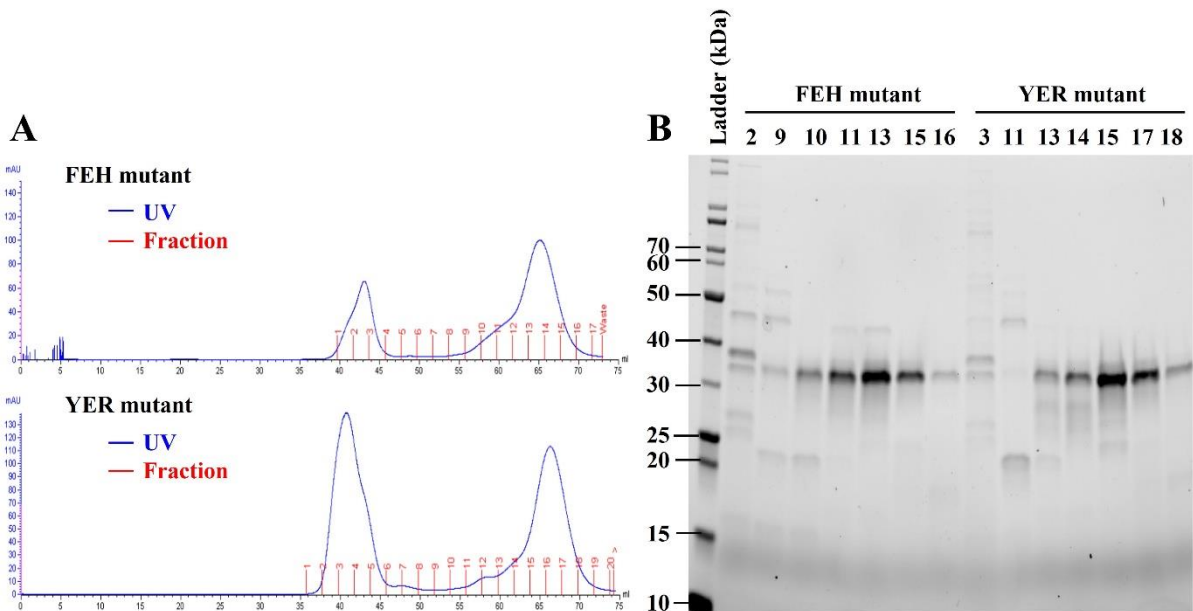 A
mAU
FEH mutant
UV
Fraction
140
120
100
80
60
40
20
0
1 2 3 4 5 6 7 8 9 10 11 12 13 14 15 16 17 Waste
0 5 10 15 20 25 30 35 40 45 50 55 60 65 70 75
ml
mAU
YER mutant
UV
Fraction
130
120
110
100
90
80
70
60
50
40
30
20
10
0
1 2 3 4 5 6 7 8 9 10 11 12 13 14 15 16 17 18 19 20 >
0 5 10 15 20 25 30 35 40 45 50 55 60 65 70 75
ml
B
Ladder (kDa)
FEH mutant YER mutant
2 9 10 11 13 15 16 3 11 13 14 15 17 18
70
60
50
40
30
25
20
15
10